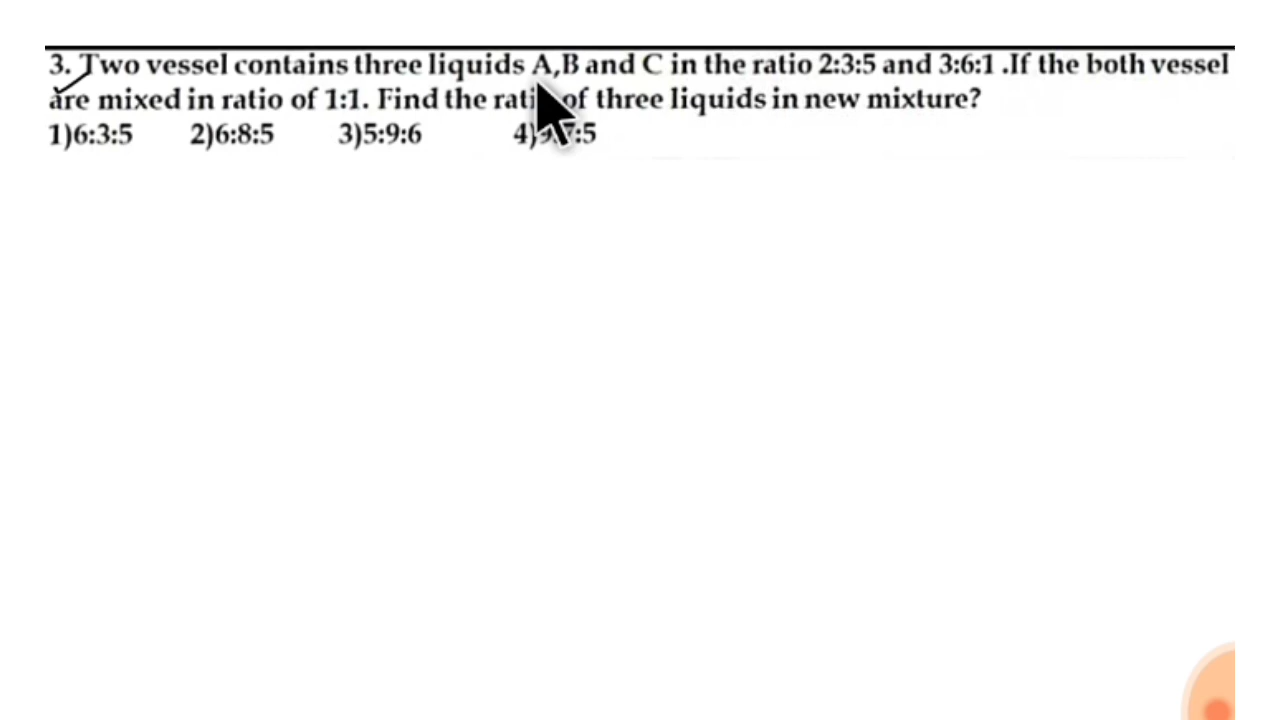 3. Two vessel contains three liquids A,B and C in the ratio 2:3:5 and 3:6:1 .If the both vessel
are mixed in ratio of 1:1. Find the of three liquids in new mixture?
1)6:3:5 2)6:8:5 3)5:9:6 4)